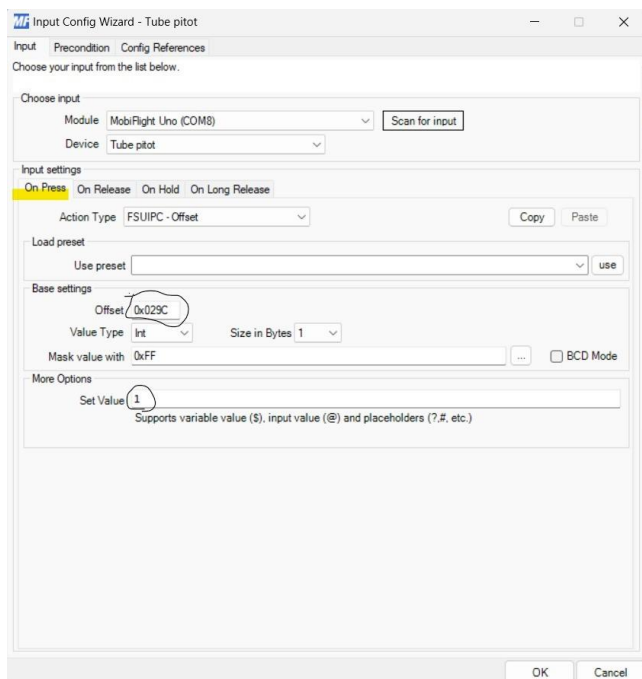 MF Input Config Wizard - Tube pitot
Input Precondition Config References
Choose your input from the list below.
Choose input
Module MobiFlight Uno (COM8) Scan for input
Device Tube pitot
Input settings
On Press On Release On Hold On Long Release
Action Type FSUIPC - Offset Copy Paste
Load preset
Use preset use
Base settings
Offset 0x029C
Value Type Int Size in Bytes 1
Mask value with 0xFF ... BCD Mode
More Options
Set Value 1
Supports variable value ($), input value (@) and placeholders (?,#, etc.)
OK Cancel